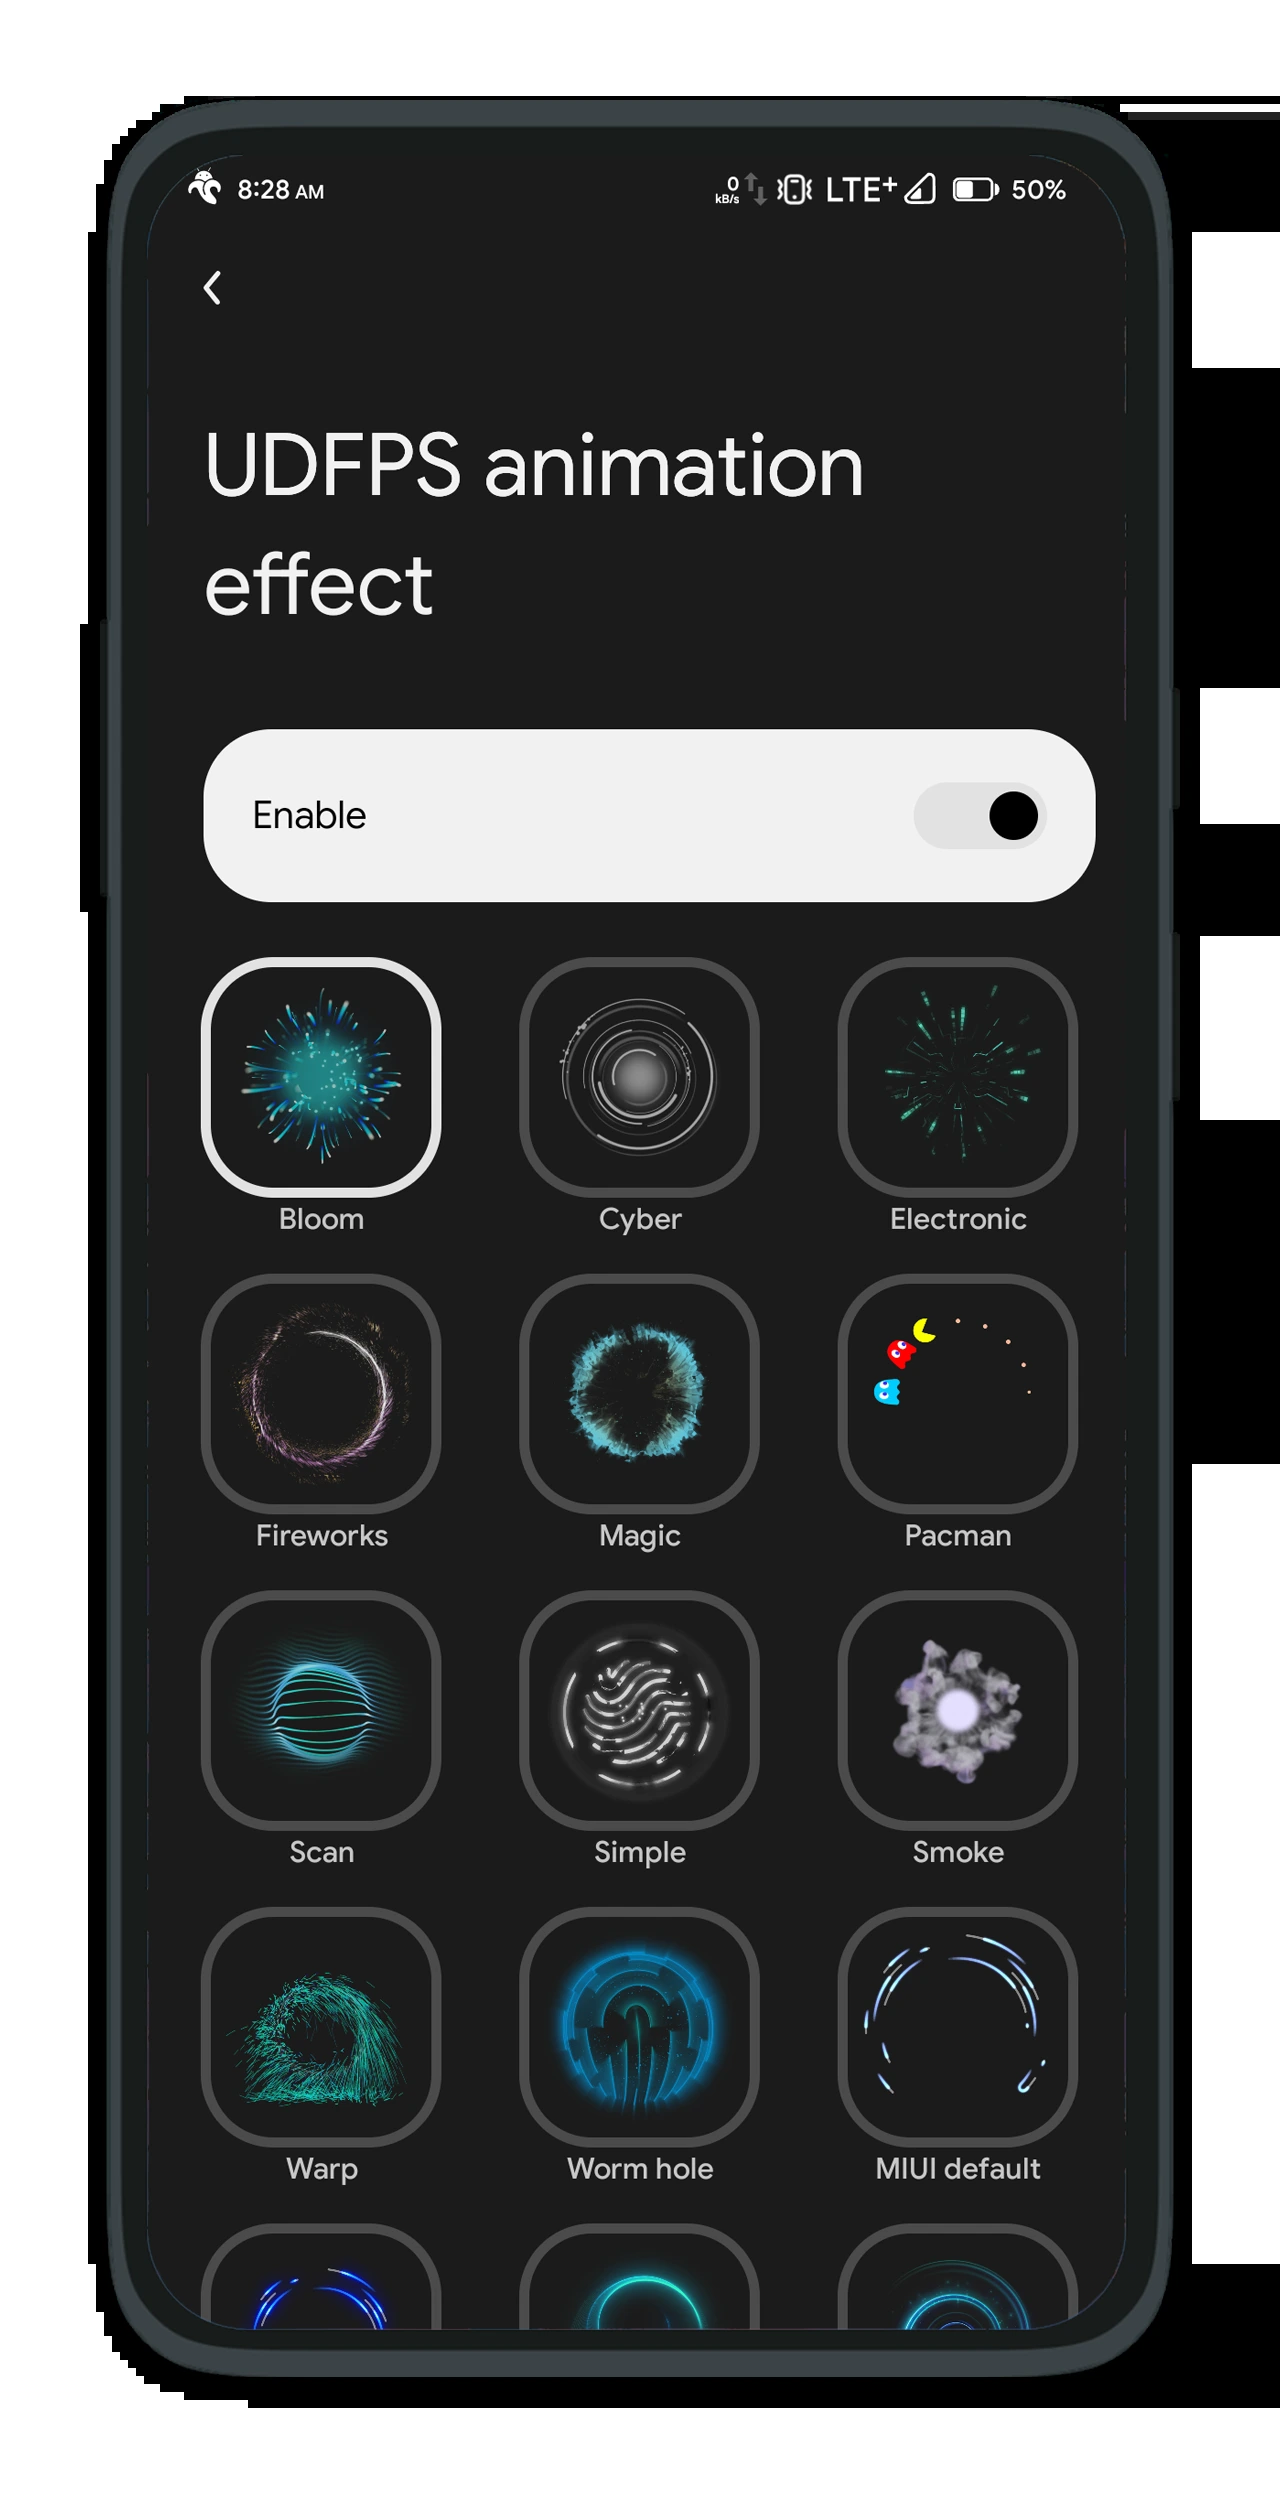 8:28 AM
0
kB/s
LTE+
50%
UDFPS animation
effect
Enable
Bloom
Cyber
Electronic
Fireworks
Magic
Pacman
Scan
Simple
Smoke
Warp
Worm hole
MIUI default